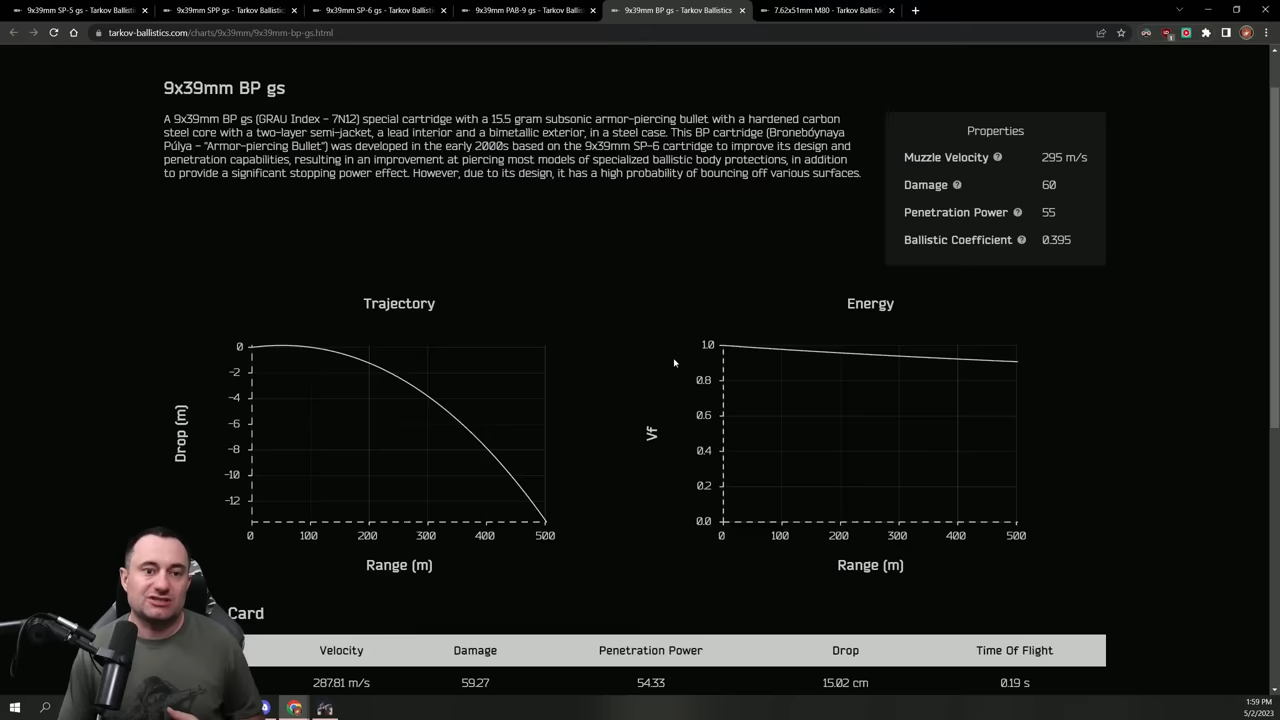 9x39mm SP-5 gs - Tarkov Ballisti
9x39mm SPP gs - Tarkov Ballistic
9x39mm SP-6 gs - Tarkov Ballisti
9x39mm PAB-9 gs - Tarkov Ballist
9x39mm BP gs - Tarkov Ballistics
7.62x51mm M80 - Tarkov Ballistic
tarkov-ballistics.com/charts/9x39mm/9x39mm-bp-gs.html
9x39mm BP gs
A 9x39mm BP gs (GRAU Index - 7N12) special cartridge with a 15.5 gram subsonic armor-piercing bullet with a hardened carbon
steel core with a two-layer semi-jacket, a lead interior and a bimetallic exterior, in a steel case. This BP cartridge (Bronebóynaya
Púlya - "Armor-piercing Bullet") was developed in the early 2000s based on the 9x39mm SP-6 cartridge to improve its design and
penetration capabilities, resulting in an improvement at piercing most models of specialized ballistic body protections, in addition
to provide a significant stopping power effect. However, due to its design, it has a high probability of bouncing off various surfaces.
Properties
Muzzle Velocity ? 295 m/s
Damage ? 60
Penetration Power ? 55
Ballistic Coefficient ? 0.395
Trajectory
Drop (m)
0
-2
-4
-6
-8
-10
-12
0 100 200 300 400 500
Range (m)
Energy
Vf
1.0
0.8
0.6
0.4
0.2
0.0
0 100 200 300 400 500
Range (m)
Card
Velocity Damage Penetration Power Drop Time Of Flight
287.81 m/s 59.27 54.33 15.02 cm 0.19 s
1:59 PM
5/2/2023